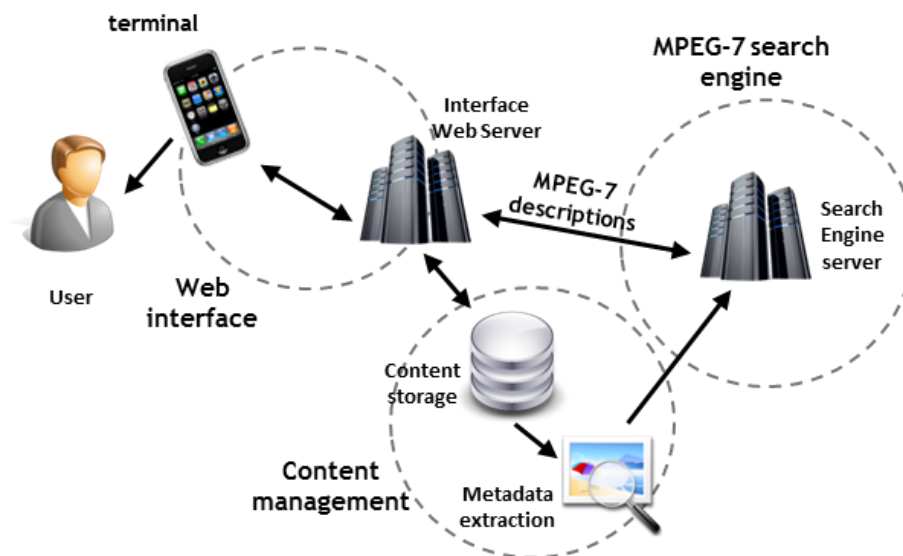 terminal
MPEG-7 search
engine
Interface
Web Server
MPEG-7
descriptions
Search
Engine
server
User
Web
interface
Content
storage
Content
management
Metadata
extraction